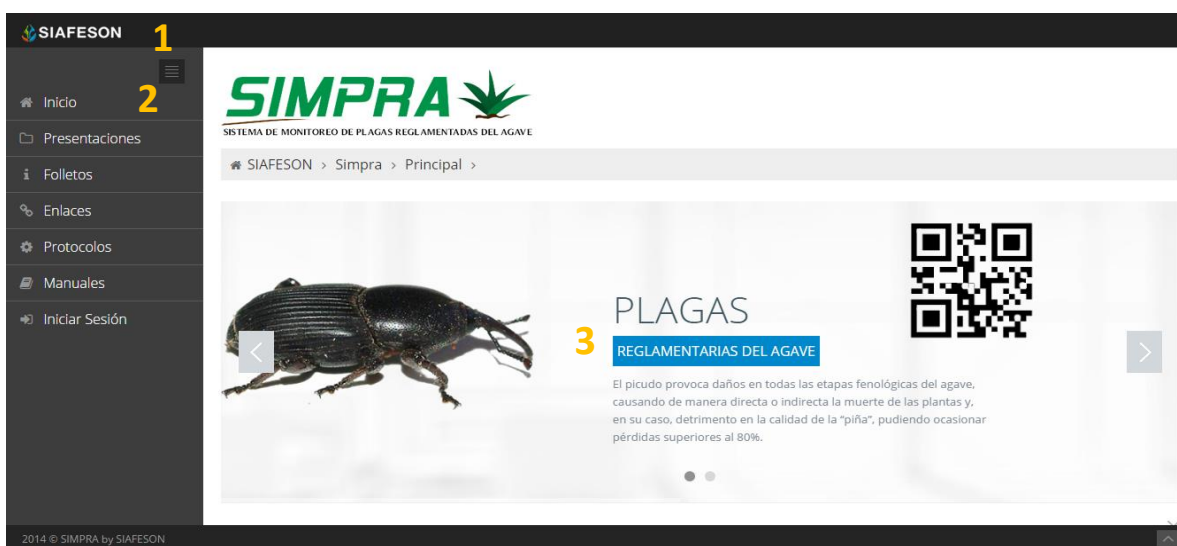 SIAFESON
1
2
Inicio
Presentaciones
Folletos
Enlaces
Protocolos
Manuales
Iniciar Sesión
SIMPRA
SISTEMA DE MONITOREO DE PLAGAS REGLAMENTADAS DEL AGAVE
SIAFESON > Simpra > Principal >
PLAGAS
3
REGLAMENTARIAS DEL AGAVE
El picudo provoca daños en todas las etapas fenológicas del agave,
causando de manera directa o indirecta la muerte de las plantas y,
en su caso, detrimento en la calidad de la "piña", pudiendo ocasionar
pérdidas superiores al 80%.
2014 © SIMPRA by SIAFESON